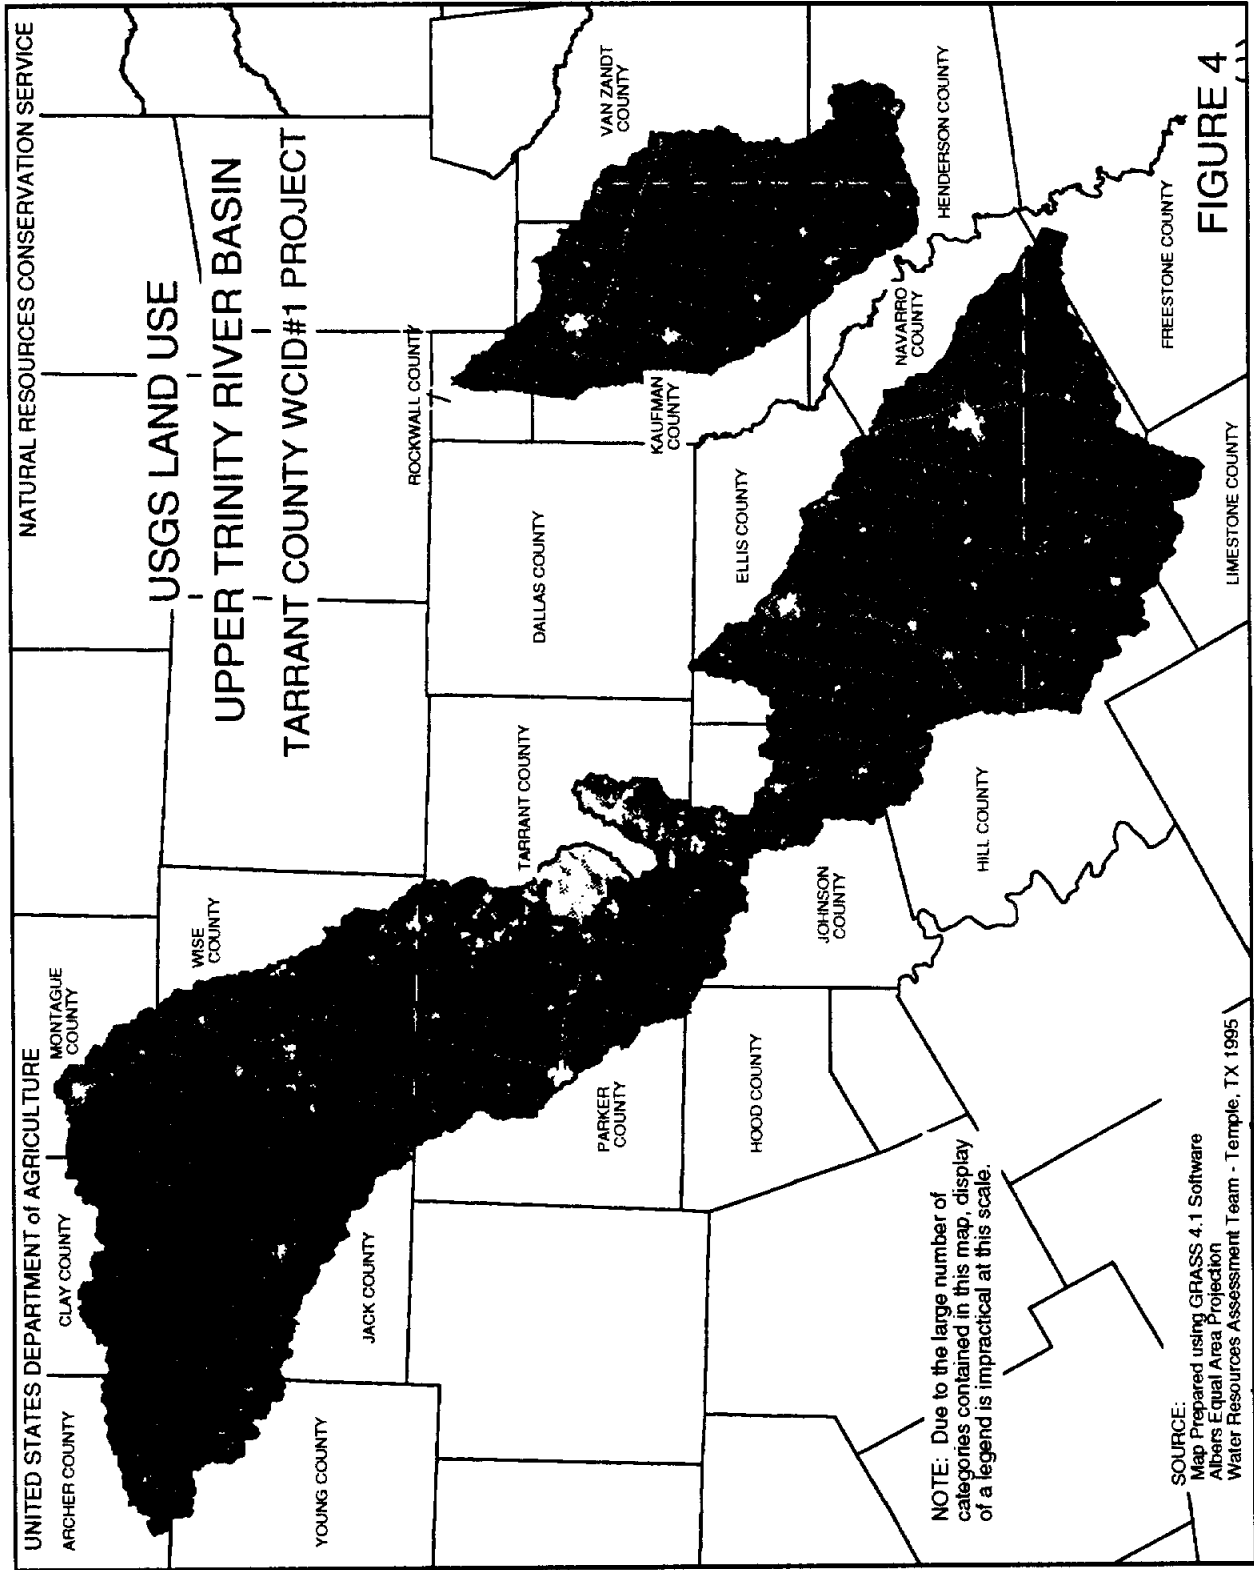 UNITED STATES DEPARTMENT of AGRICULTURE
NATURAL RESOURCES CONSERVATION SERVICE
USGS LAND USE
UPPER TRINITY RIVER BASIN
TARRANT COUNTY WCID#1 PROJECT
ARCHER COUNTY
CLAY COUNTY
MONTAGUE
COUNTY
WISE
COUNTY
YOUNG COUNTY
JACK COUNTY
PARKER
COUNTY
TARRANT COUNTY
DALLAS COUNTY
ROCKWALL COUNTY
KAUFMAN
COUNTY
VAN ZANDT
COUNTY
HOOD COUNTY
JOHNSON
COUNTY
ELLIS COUNTY
NAVARRO
COUNTY
HENDERSON COUNTY
HILL COUNTY
LIMESTONE COUNTY
FREESTONE COUNTY
NOTE: Due to the large number of
categories contained in this map, display
of a legend is impractical at this scale.
SOURCE:
Map Prepared using GRASS 4.1 Software
Albers Equal Area Projection
Water Resources Assessment Team - Temple, TX 1995
FIGURE 4